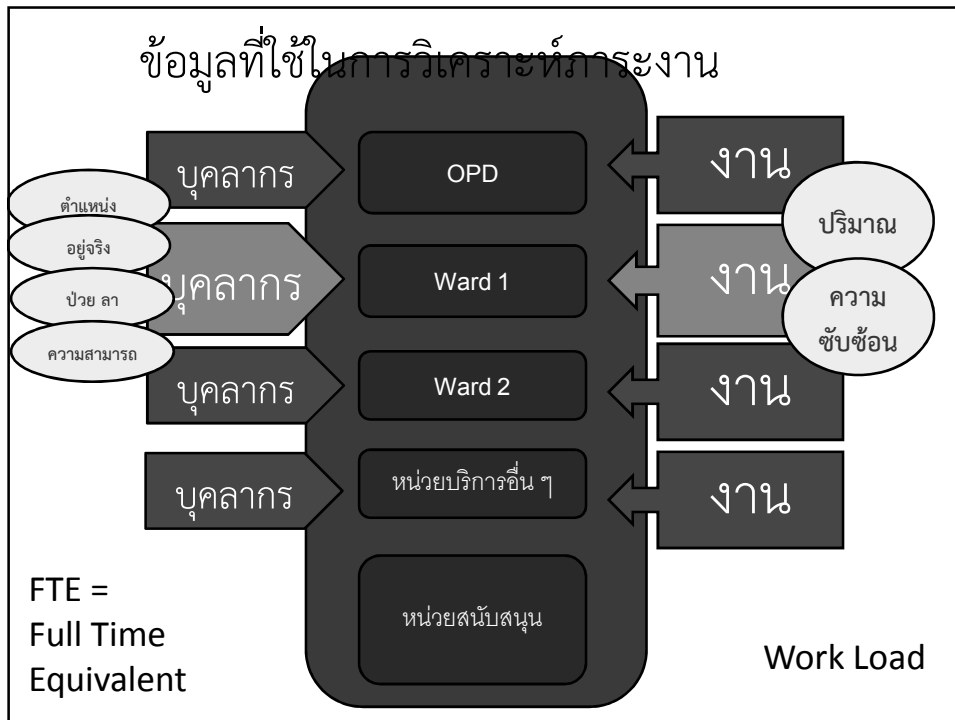 ข้อมูลที่ใช้ในการวิเคราะห์ภาระงาน
บุคลากร
OPD
งาน
ตำแหน่ง
อยู่จริง
ป่วย ลา
ความสามารถ
บุคลากร
Ward 1
งาน
ปริมาณ
ความ
ซับซ้อน
บุคลากร
Ward 2
งาน
บุคลากร
หน่วยบริการอื่น ๆ
งาน
หน่วยสนับสนุน
FTE =
Full Time
Equivalent
Work Load